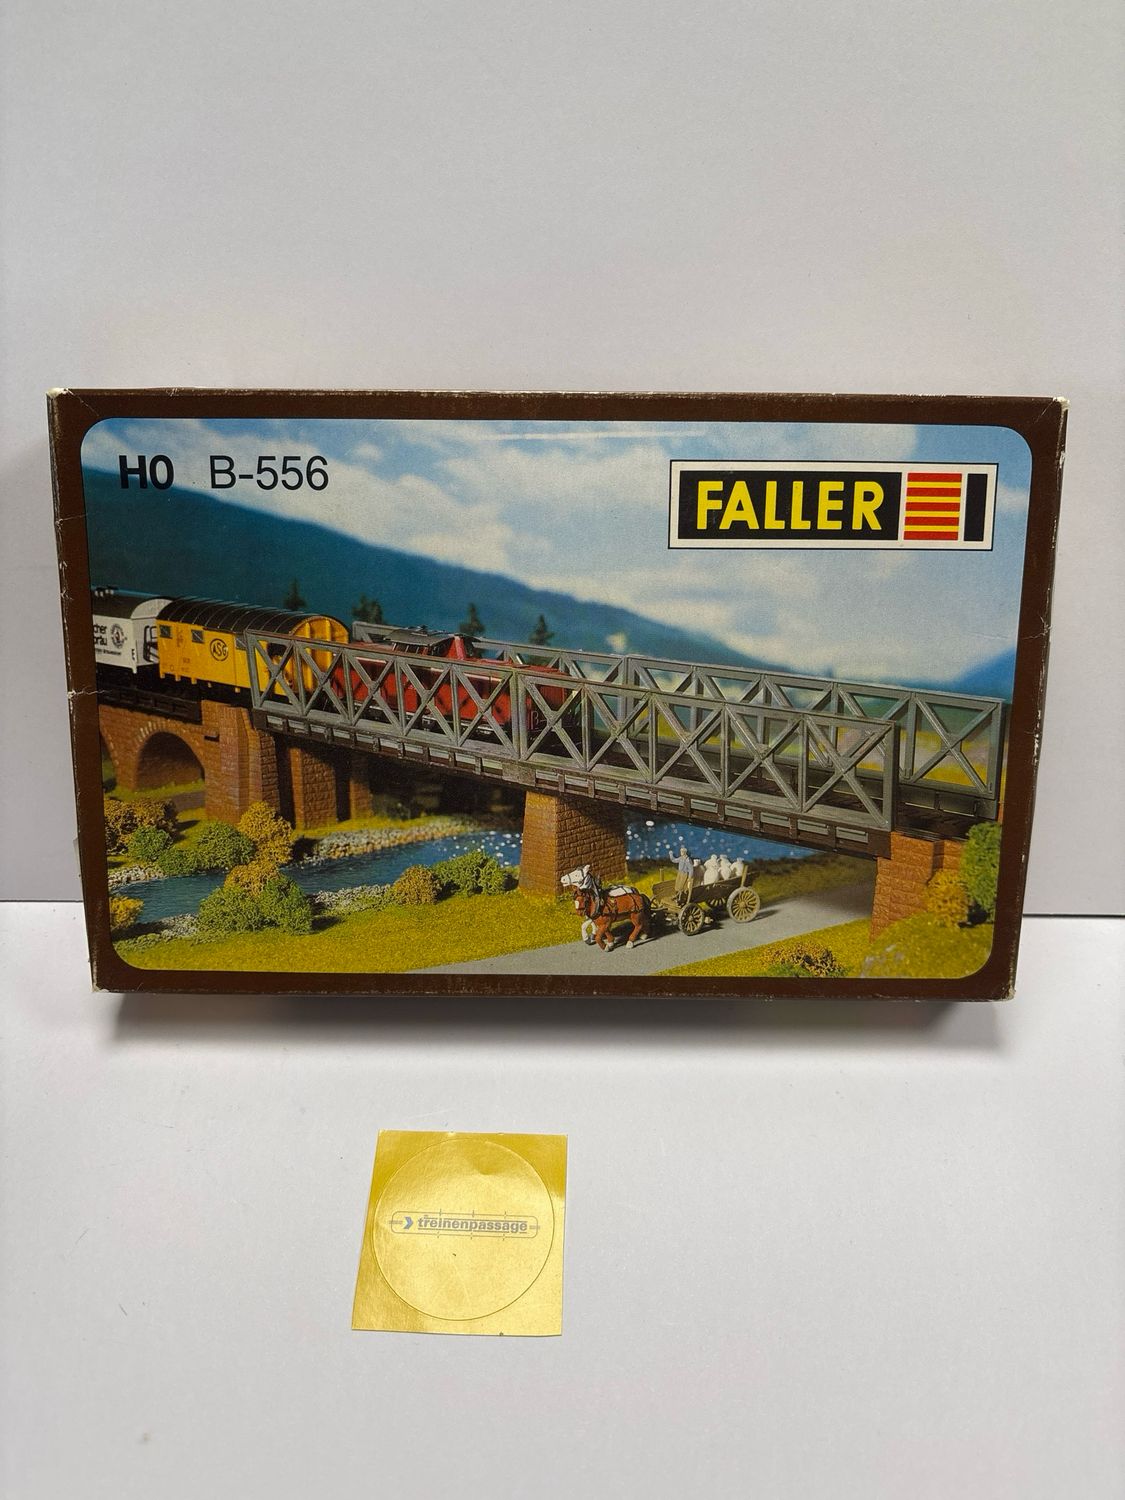 H0 B-556
FALLER
ASG
E
treinenpassage